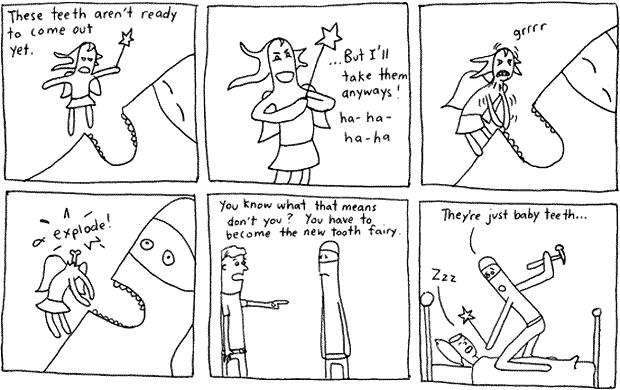 These teeth aren't ready
to come out
yet.
...But I'll
take them
anyways!
ha-ha-
ha-ha
grrrr
explode!
You know what that means
don't you? You have to
become the new tooth fairy.
They're just baby teeth...
Zzz